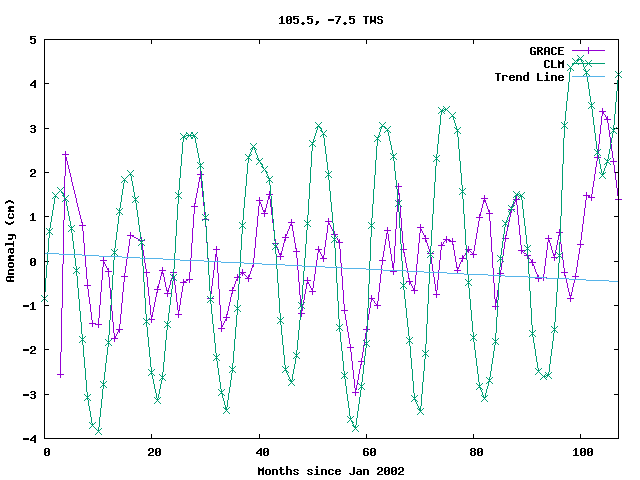 105.5, -7.5 TWS
GRACE
CLM
Trend Line
5
4
3
2
1
0
-1
-2
-3
-4
Anomaly (cm)
0 20 40 60 80 100
Months since Jan 2002